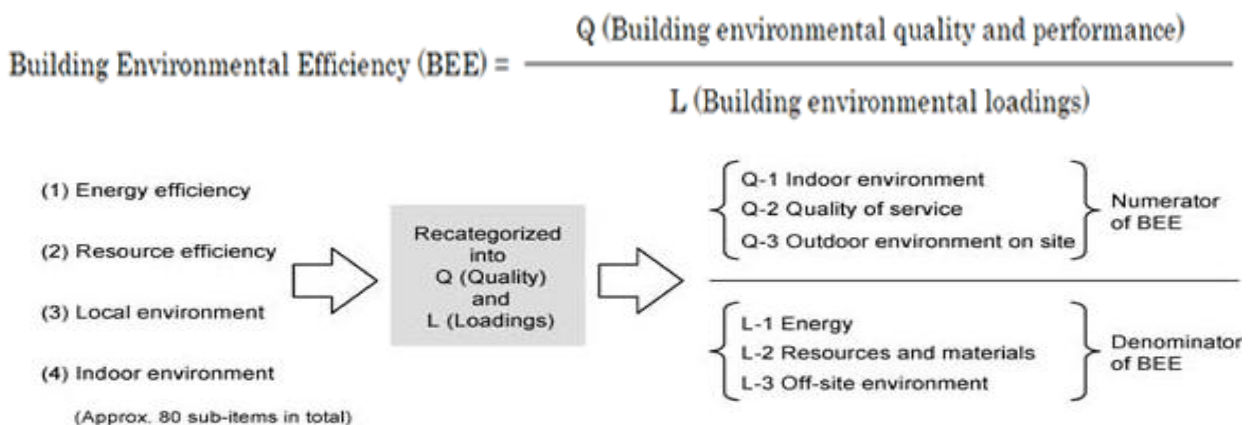 Building Environmental Efficiency (BEE) =
Q (Building environmental quality and performance)
L (Building environmental loadings)
(1) Energy efficiency
(2) Resource efficiency
(3) Local environment
(4) Indoor environment
(Approx. 80 sub-items in total)
Recategorized
into
Q (Quality)
and
L (Loadings)
Q-1 Indoor environment
Q-2 Quality of service
Q-3 Outdoor environment on site
Numerator
of BEE
L-1 Energy
L-2 Resources and materials
L-3 Off-site environment
Denominator
of BEE